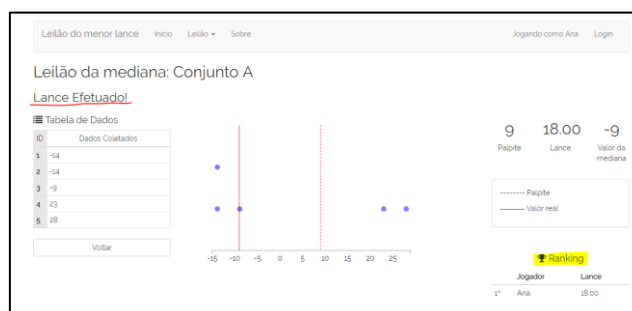 Leilão do menor lance Inicio Leilão Sobre Jogando como Ana Login
Leilão da mediana: Conjunto A
Lance Efetuado!
Tabela de Dados
ID Dados Coletados
1 -14
2 -14
3 -9
4 23
5 28
Voltar
-15 -10 -5 0 5 10 15 20 25
9 18.00 -9
Palpite Lance Valor da
mediana
-------- Palpite
——— Valor real
Ranking
Jogador Lance
1º Ana 18.00